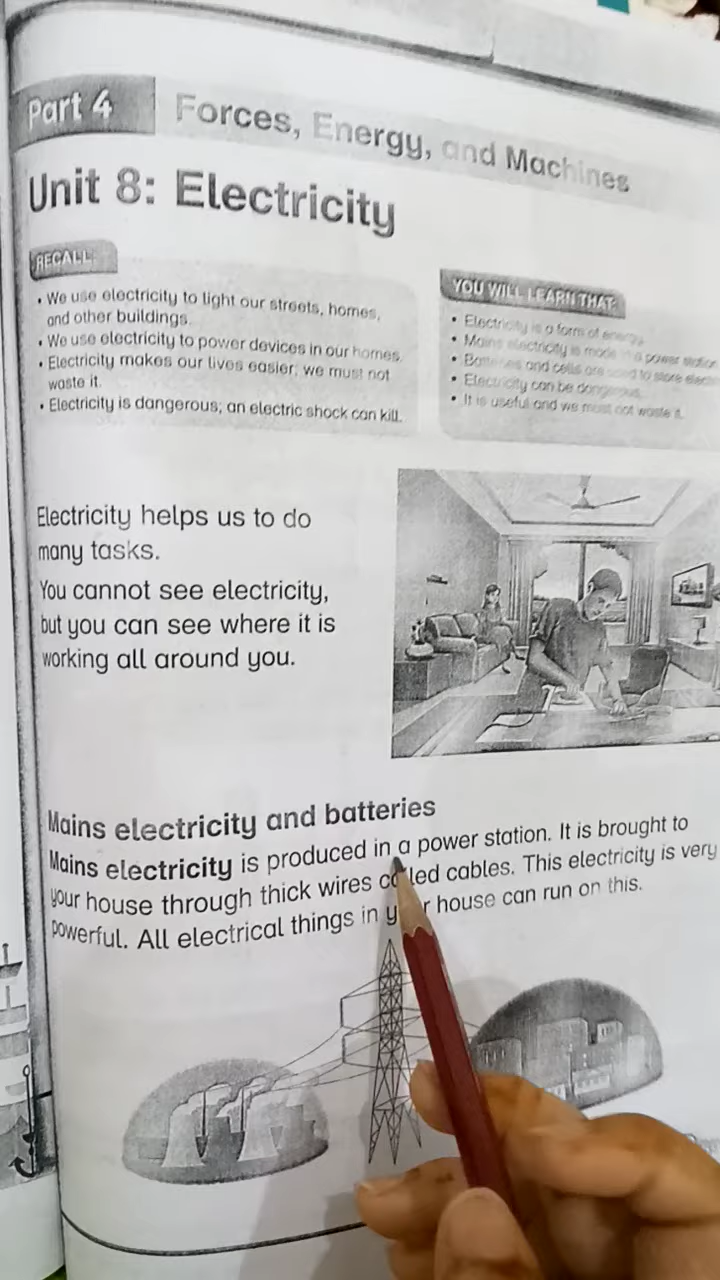 Part 4
Forces, Energy, and Machines
Unit 8: Electricity
RECALL
• We use electricity to light our streets, homes,
and other buildings.
• We use electricity to power devices in our homes.
• Electricity makes our lives easier; we must not
waste it.
• Electricity is dangerous; an electric shock can kill.
YOU WILL LEARN THAT:
• Electricity is a form of energy.
• Mains electricity is made in a power station
• Batteries and cells are used to store
• Electricity can be dangerous.
• It is useful and we must not waste it.
Electricity helps us to do
many tasks.
You cannot see electricity,
but you can see where it is
working all around you.
Mains electricity and batteries
Mains electricity is produced in a power station. It is brought to
your house through thick wires called cables. This electricity is very
powerful. All electrical things in your house can run on this.